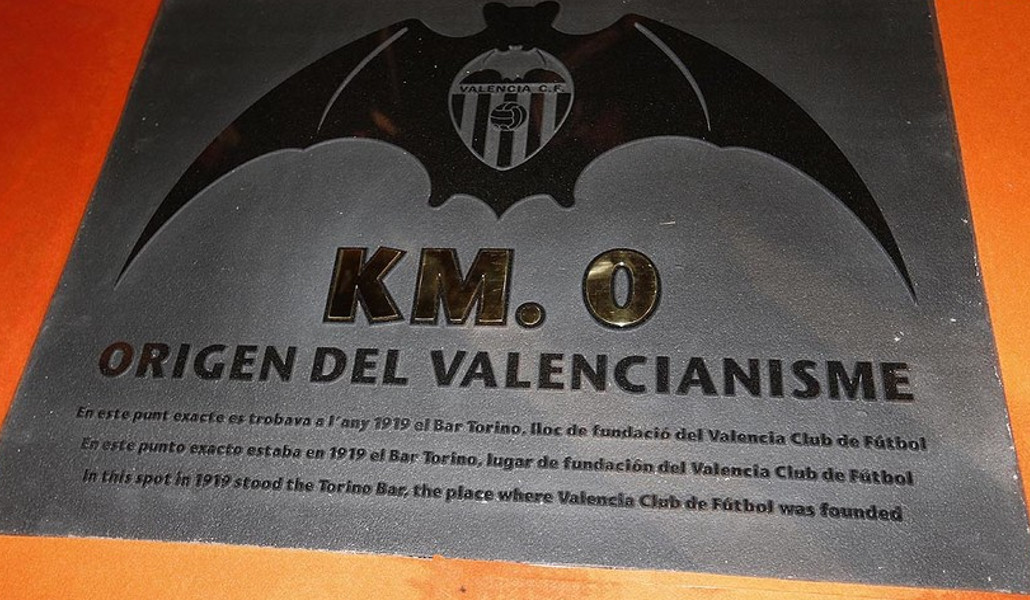 VALENCIA C.F.
KM. 0
ORIGEN DEL VALENCIANISME
En este punt exacte es trobava a l'any 1919 el Bar Torino, lloc de fundació del Valencia Club de Fútbol
En este punto exacto estaba en 1919 el Bar Torino, lugar de fundación del Valencia Club de Fútbol
In this spot in 1919 stood the Torino Bar, the place where Valencia Club de Fútbol was founded